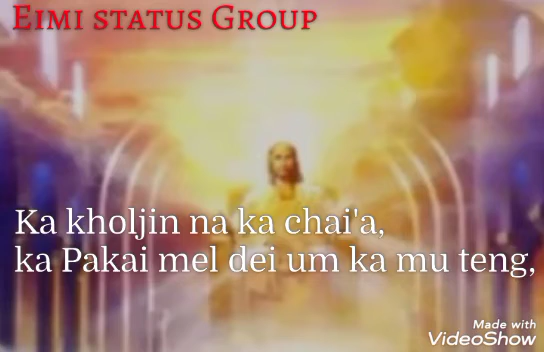 Eimi status Group
Ka kholjin na ka chai'a,
ka Pakai mel dei um ka mu teng,
Made with
VideoShow